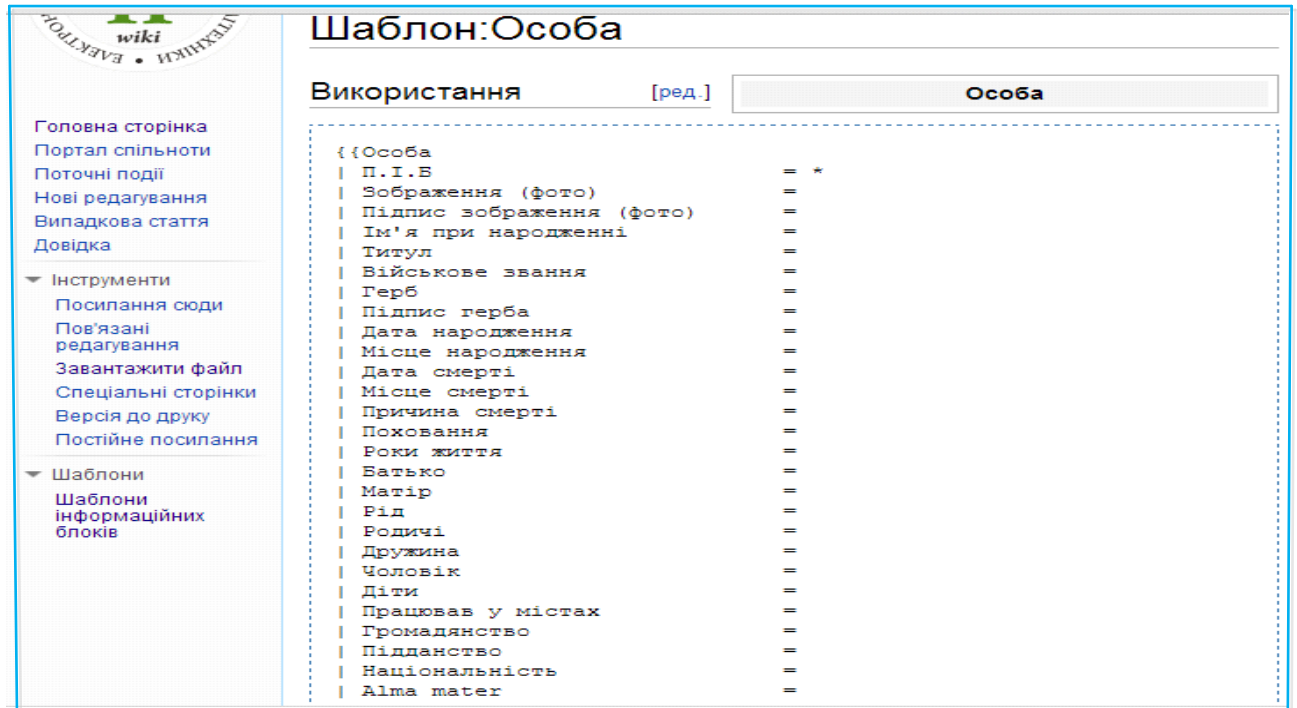 wiki
Шаблон:Особа
Використання [ред.]
Особа
Головна сторінка
Портал спільноти
Поточні події
Нові редагування
Випадкова стаття
Довідка
Інструменти
Посилання сюди
Пов'язані
редагування
Завантажити файл
Спеціальні сторінки
Версія до друку
Постійне посилання
Шаблони
Шаблони
інформаційних
блоків
{{Особа
| П.І.Б = *
| Зображення (фото) =
| Підпис зображення (фото) =
| Ім'я при народженні =
| Титул =
| Військове звання =
| Герб =
| Підпис герба =
| Дата народження =
| Місце народження =
| Дата смерті =
| Місце смерті =
| Причина смерті =
| Поховання =
| Роки життя =
| Батько =
| Матір =
| Рід =
| Родичі =
| Дружина =
| Чоловік =
| Діти =
| Працював у містах =
| Громадянство =
| Підданство =
| Національність =
| Alma mater =